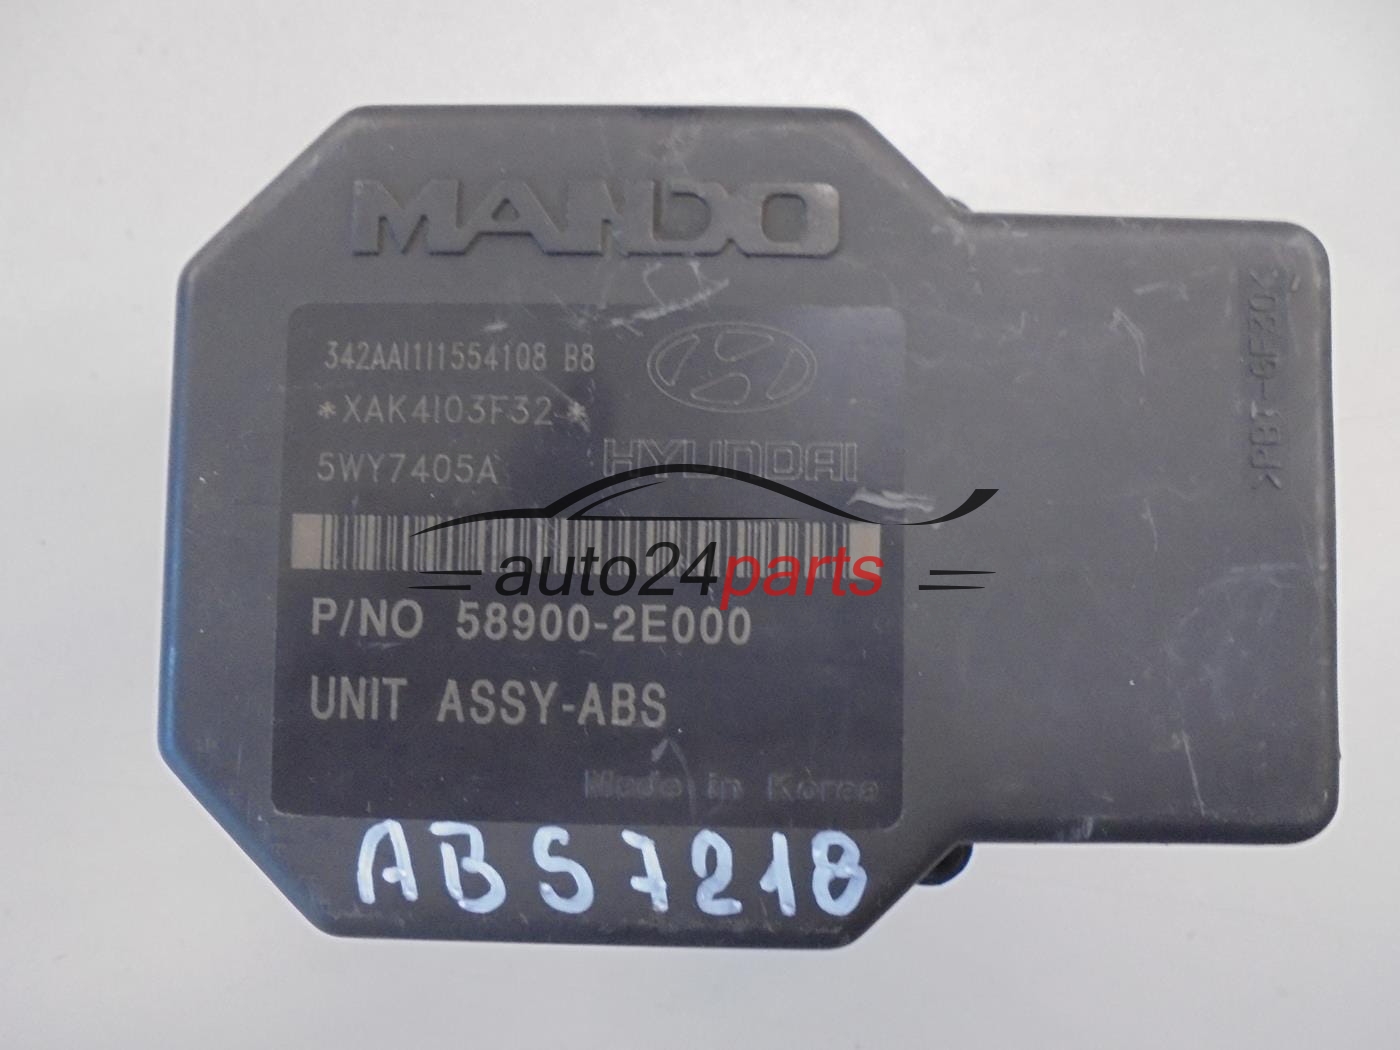 MANDO
342AAI1I1554108 B8
*XAK4I03F32*
5WY7405A
HYUNDAI
auto24parts
P/NO 58900-2E000
UNIT ASSY-ABS
Made in Korea
ABS7218
>PBT-GF30<